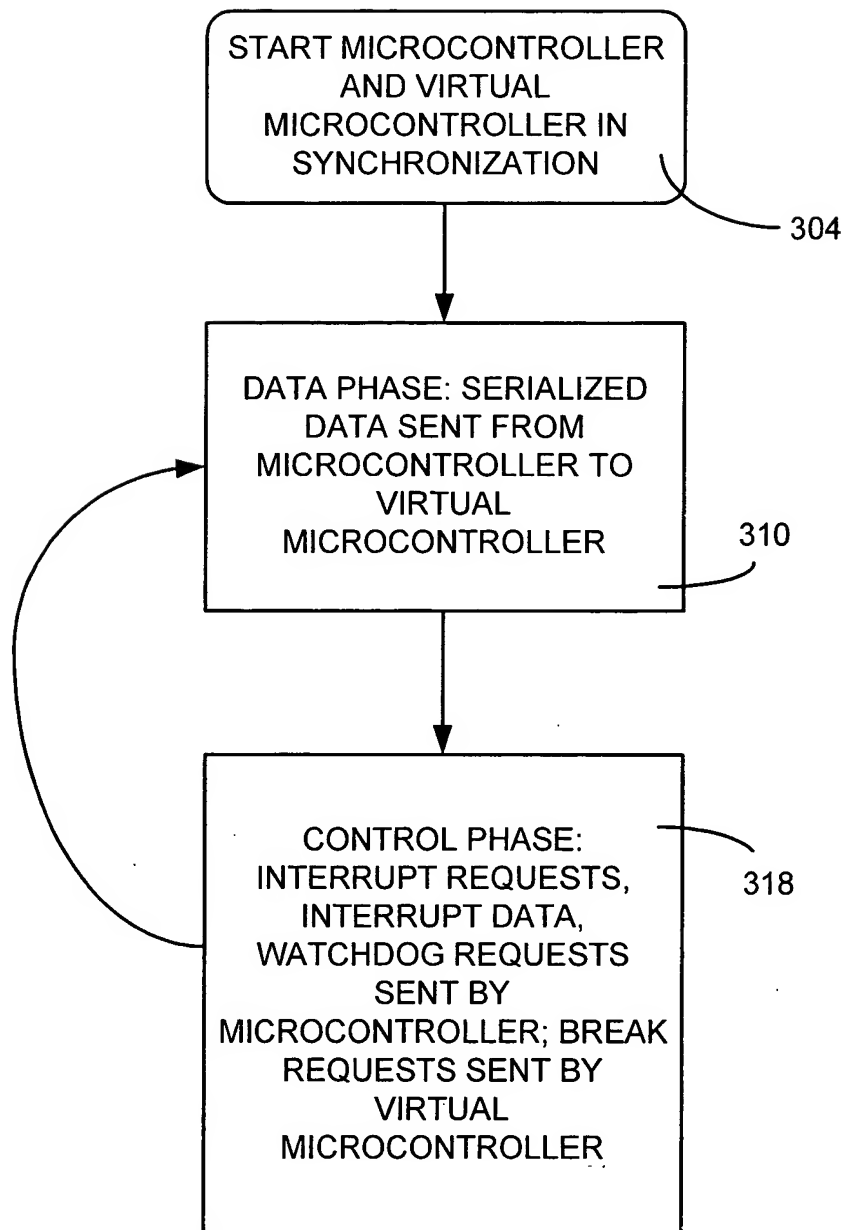 START MICROCONTROLLER
AND VIRTUAL
MICROCONTROLLER IN
SYNCHRONIZATION
304
DATA PHASE: SERIALIZED
DATA SENT FROM
MICROCONTROLLER TO
VIRTUAL
MICROCONTROLLER
310
CONTROL PHASE:
INTERRUPT REQUESTS,
INTERRUPT DATA,
WATCHDOG REQUESTS
SENT BY
MICROCONTROLLER; BREAK
REQUESTS SENT BY
VIRTUAL
MICROCONTROLLER
318